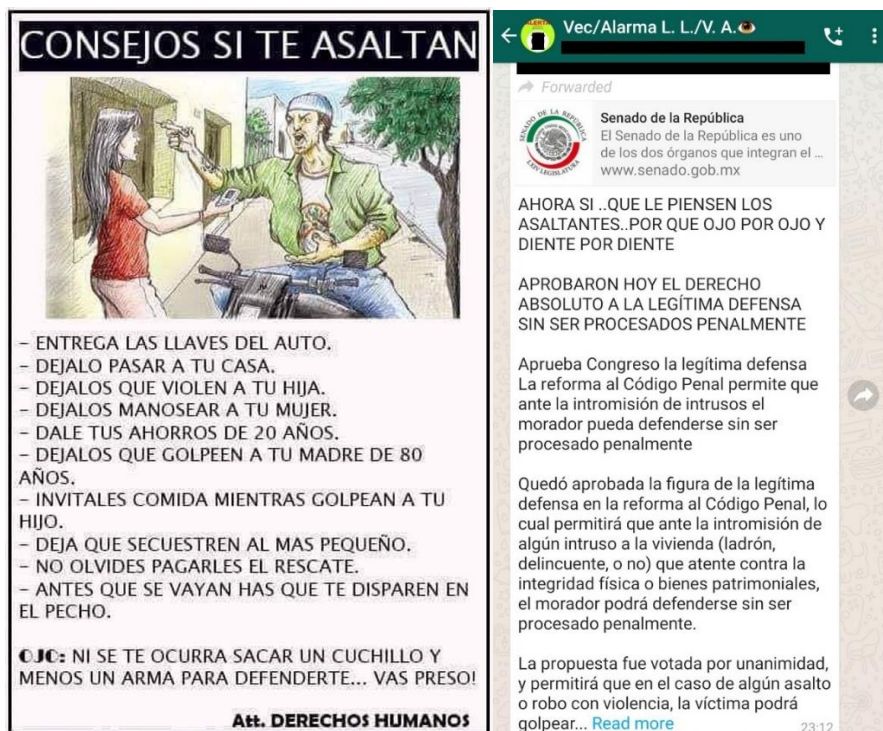 CONSEJOS SI TE ASALTAN
- ENTREGA LAS LLAVES DEL AUTO.
- DEJALO PASAR A TU CASA.
- DEJALOS QUE VIOLEN A TU HIJA.
- DEJALOS MANOSEAR A TU MUJER.
- DALE TUS AHORROS DE 20 AÑOS.
- DEJALOS QUE GOLPEEN A TU MADRE DE 80
AÑOS.
- INVITALES COMIDA MIENTRAS GOLPEAN A TU
HIJO.
- DEJA QUE SECUESTREN AL MAS PEQUEÑO.
- NO OLVIDES PAGARLES EL RESCATE.
- ANTES QUE SE VAYAN HAS QUE TE DISPAREN EN
EL PECHO.
OJO: NI SE TE OCURRA SACAR UN CUCHILLO Y
MENOS UN ARMA PARA DEFENDERTE... VAS PRESO!
Att. DERECHOS HUMANOS
ALERTA
Vec/Alarma L. L./V. A.👁
Forwarded
SENADO DE LA REPÚBLICA
LXIV LEGISLATURA
Senado de la República
El Senado de la República es uno
de los dos órganos que integran el ...
www.senado.gob.mx
AHORA SI ..QUE LE PIENSEN LOS
ASALTANTES..POR QUE OJO POR OJO Y
DIENTE POR DIENTE
APROBARON HOY EL DERECHO
ABSOLUTO A LA LEGÍTIMA DEFENSA
SIN SER PROCESADOS PENALMENTE
Aprueba Congreso la legítima defensa
La reforma al Código Penal permite que
ante la intromisión de intrusos el
morador pueda defenderse sin ser
procesado penalmente
Quedó aprobada la figura de la legítima
defensa en la reforma al Código Penal, lo
cual permitirá que ante la intromisión de
algún intruso a la vivienda (ladrón,
delincuente, o no) que atente contra la
integridad física o bienes patrimoniales,
el morador podrá defenderse sin ser
procesado penalmente.
La propuesta fue votada por unanimidad,
y permitirá que en el caso de algún asalto
o robo con violencia, la víctima podrá
golpear... Read more
23:12